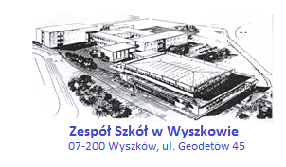 Zespół Szkół w Wyszkowie
07-200 Wyszków, ul. Geodetów 45